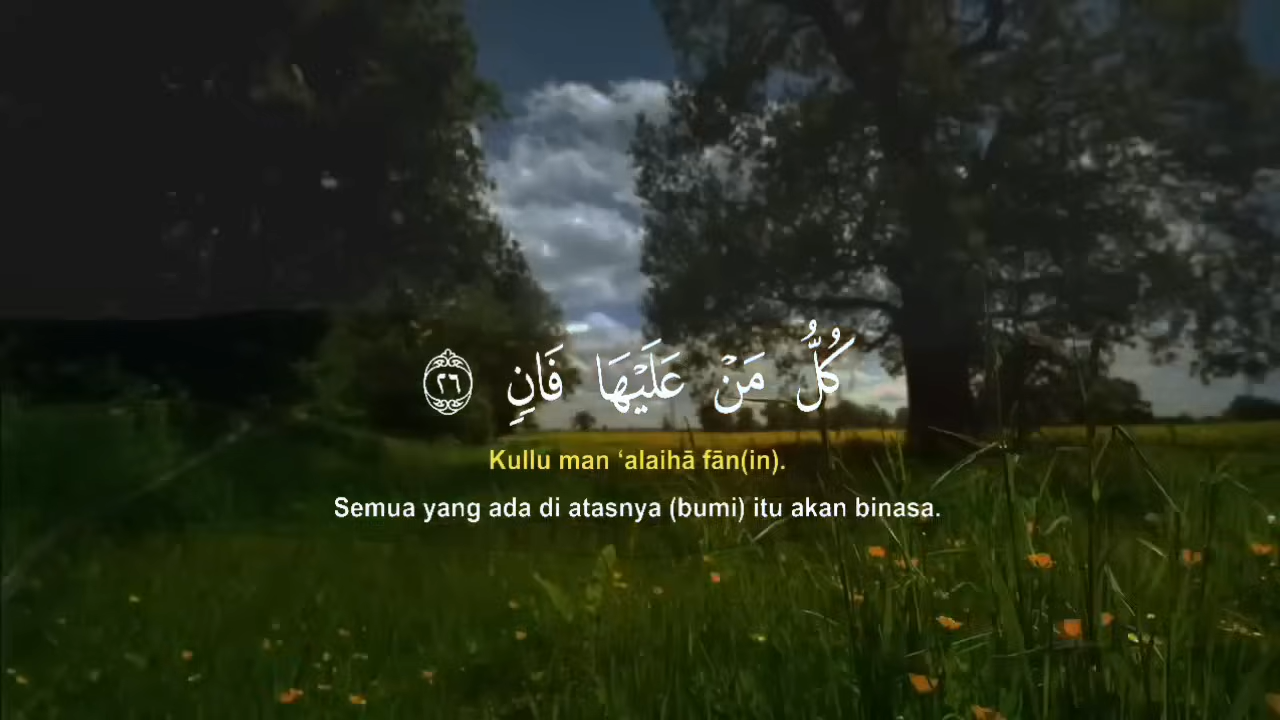 كُلُّ مَنْ عَلَيْهَا فَانٍ ٢٦
Kullu man ‘alaihā fān(in).
Semua yang ada di atasnya (bumi) itu akan binasa.